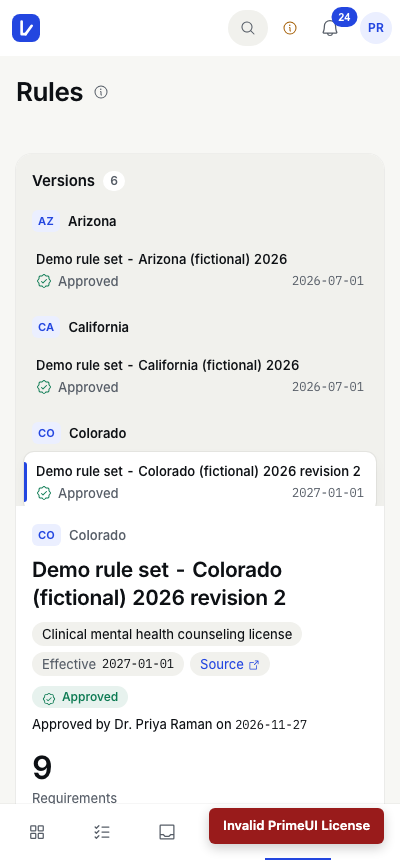 24
PR
Rules
Versions 6
AZ Arizona
Demo rule set - Arizona (fictional) 2026
Approved 2026-07-01
CA California
Demo rule set - California (fictional) 2026
Approved 2026-07-01
CO Colorado
Demo rule set - Colorado (fictional) 2026 revision 2
Approved 2027-01-01
CO Colorado
Demo rule set - Colorado
(fictional) 2026 revision 2
Clinical mental health counseling license
Effective 2027-01-01 Source
Approved
Approved by Dr. Priya Raman on 2026-11-27
9
Requirements
Invalid PrimeUI License